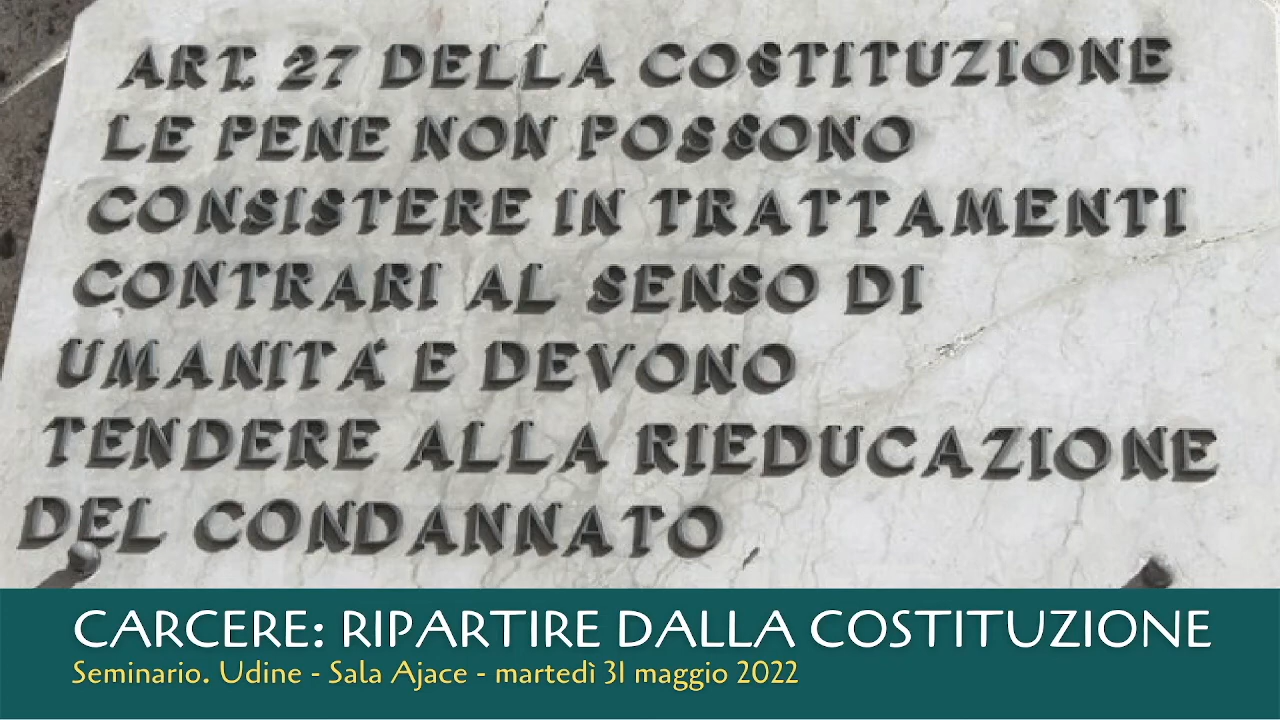 ART. 27 DELLA COSTITUZIONE
LE PENE NON POSSONO
CONSISTERE IN TRATTAMENTI
CONTRARI AL SENSO DI
UMANITÀ E DEVONO
TENDERE ALLA RIEDUCAZIONE
DEL CONDANNATO
CARCERE: RIPARTIRE DALLA COSTITUZIONE
Seminario. Udine - Sala Ajace - martedì 31 maggio 2022